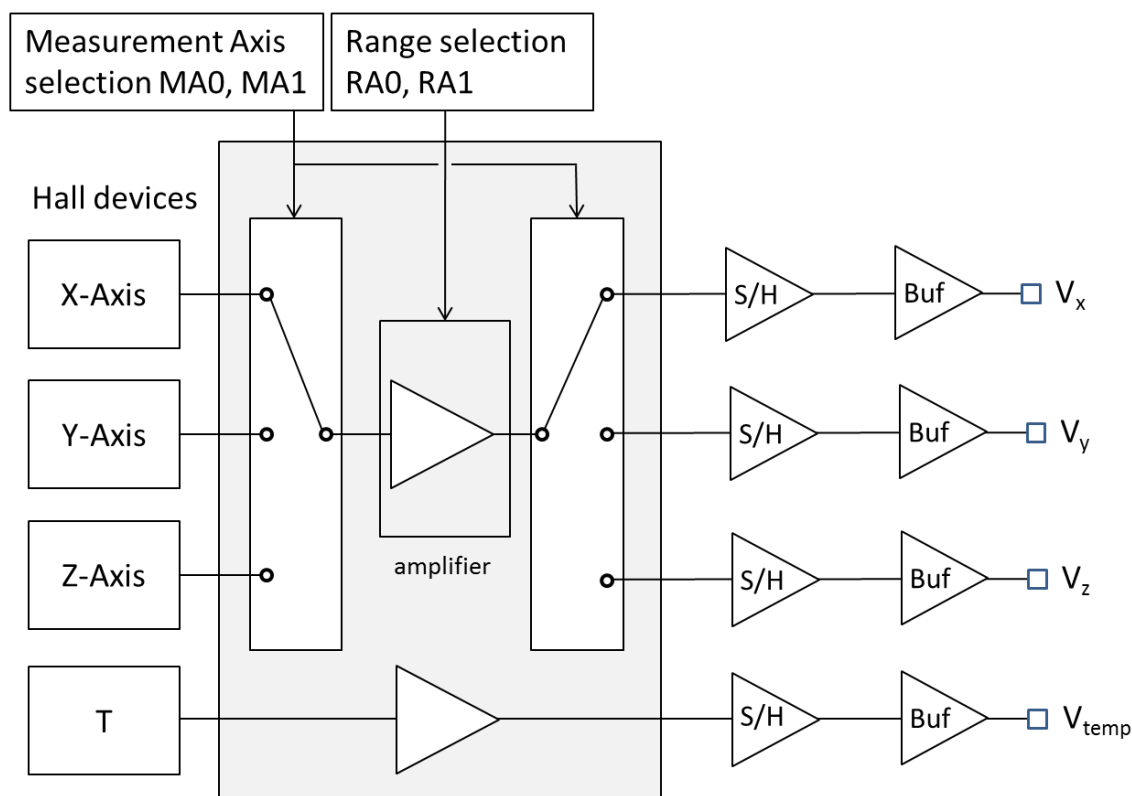 Measurement Axis
selection MA0, MA1
Range selection
RA0, RA1
Hall devices
X-Axis
S/H
Buf
Vx
Y-Axis
S/H
Buf
Vy
Z-Axis
amplifier
S/H
Buf
Vz
T
S/H
Buf
Vtemp